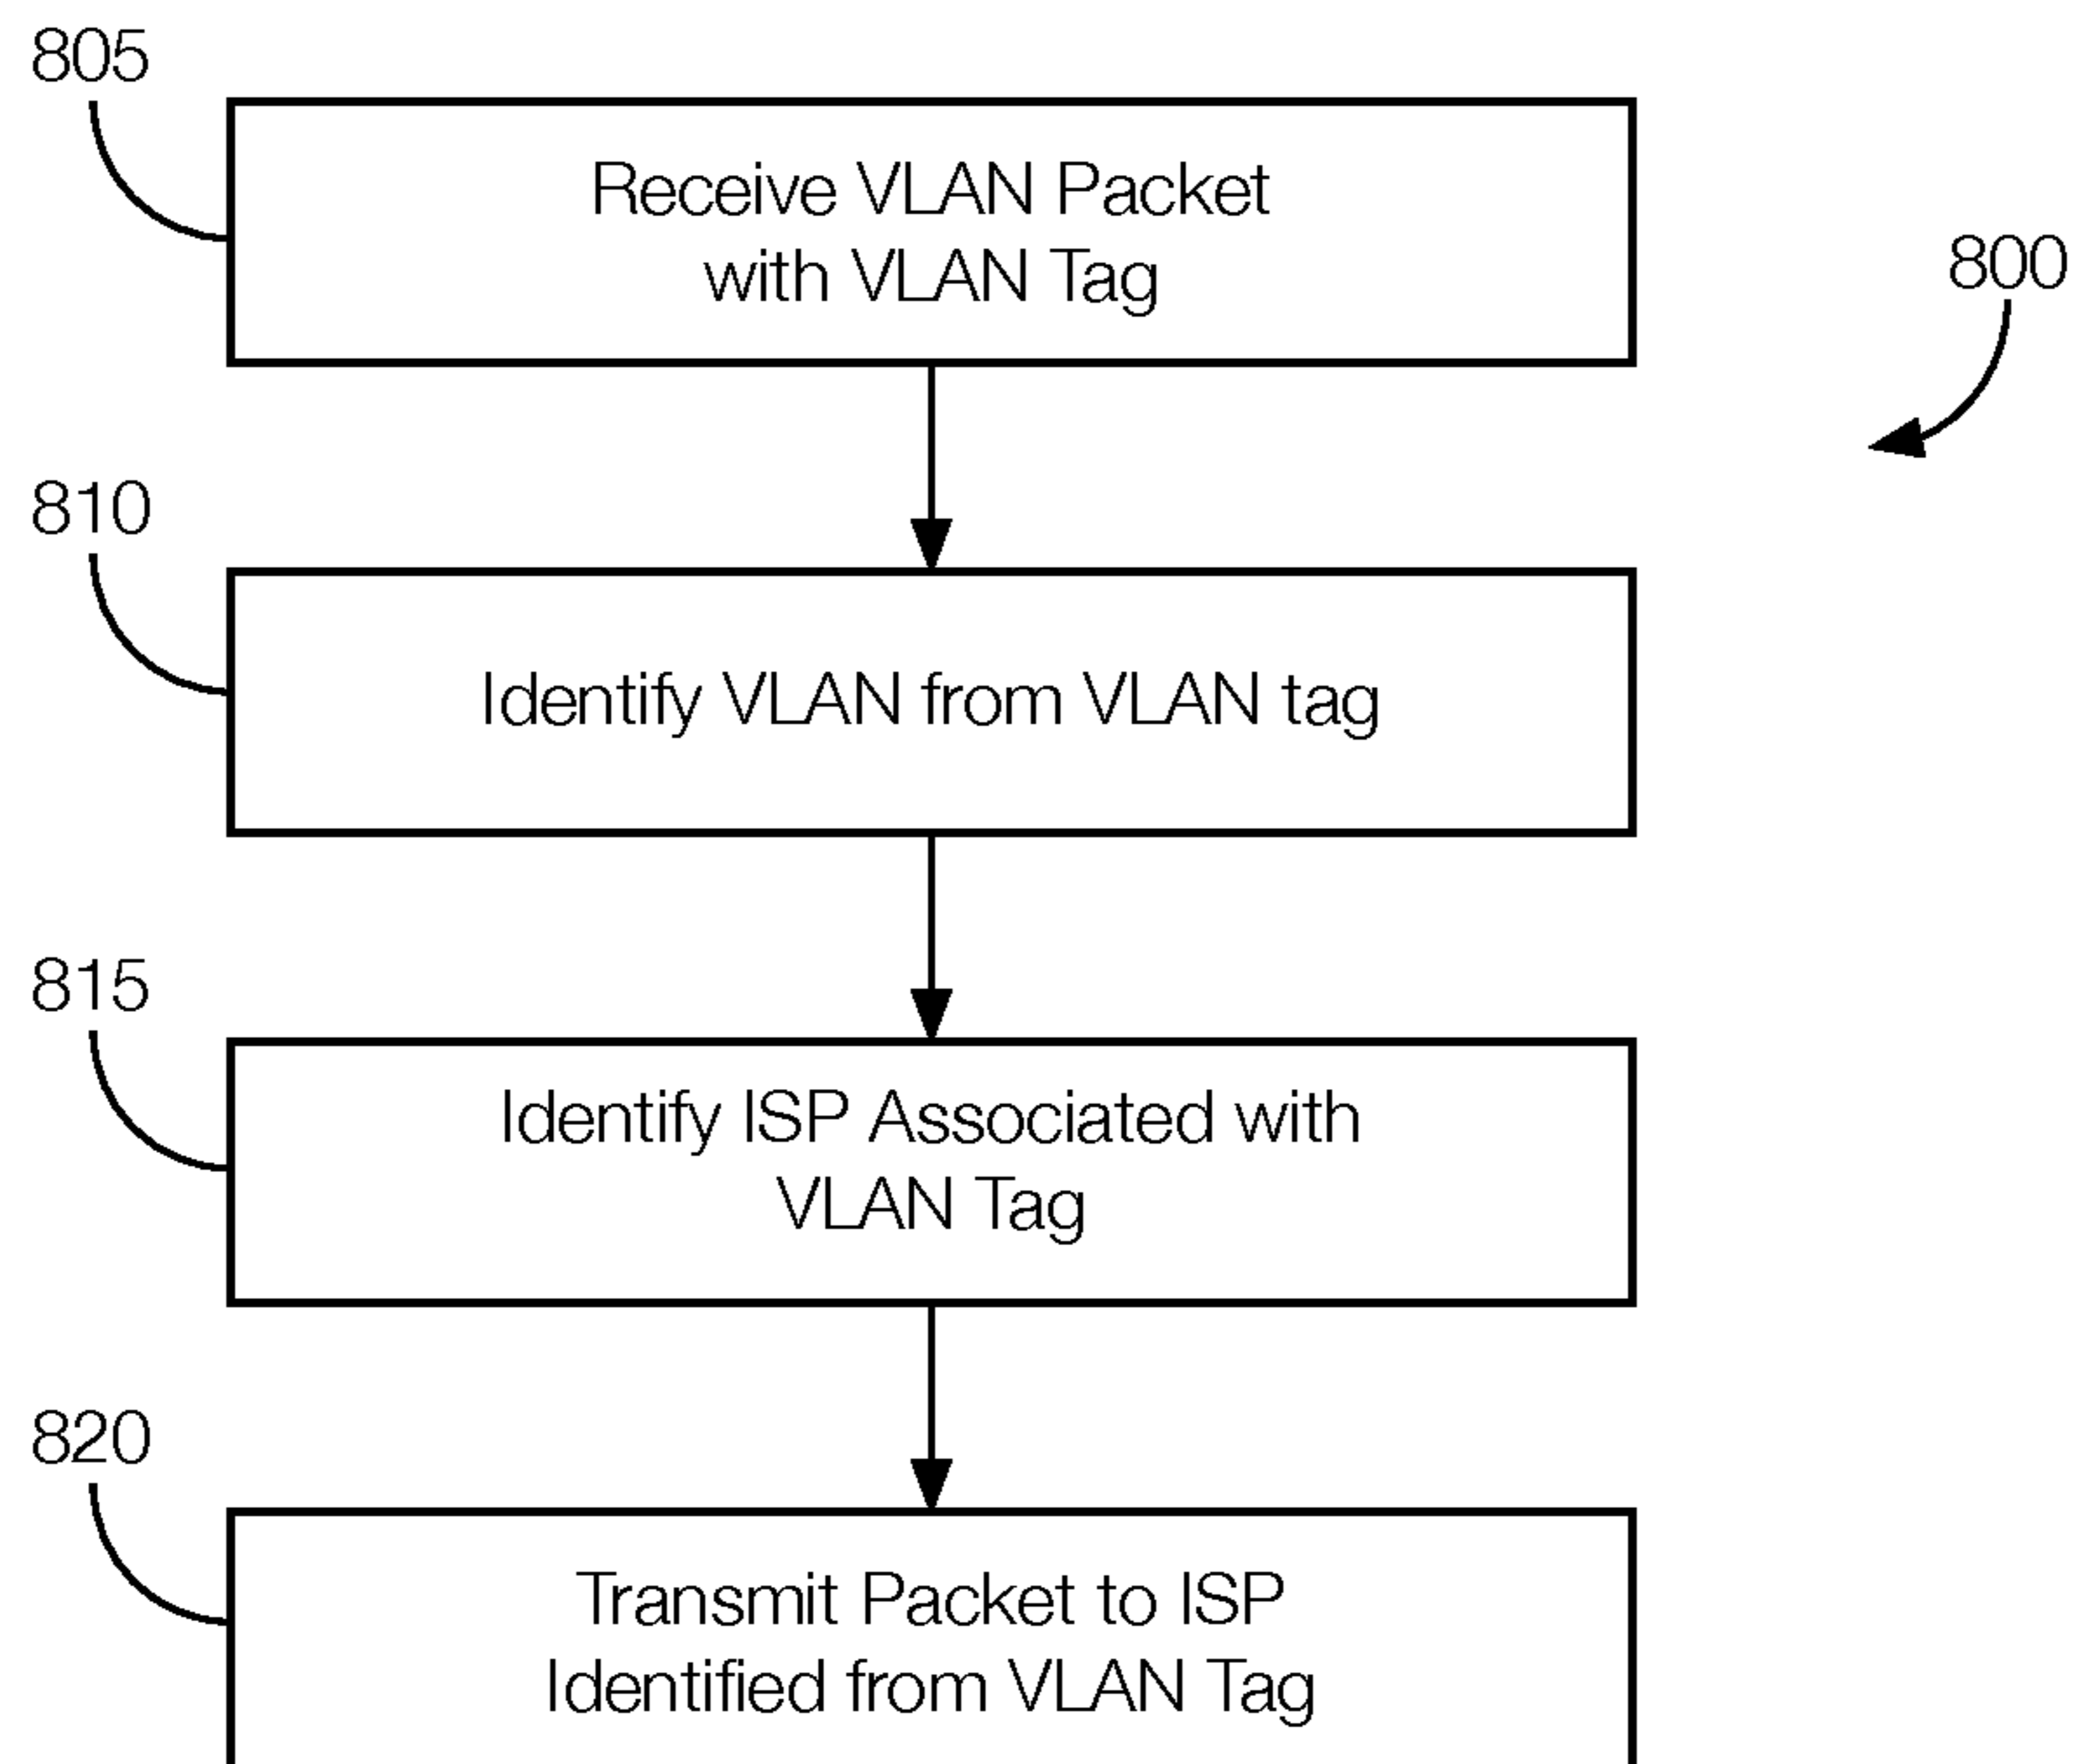 805
Receive VLAN Packet
with VLAN Tag
800
810
Identify VLAN from VLAN tag
815
Identify ISP Associated with
VLAN Tag
820
Transmit Packet to ISP
Identified from VLAN Tag